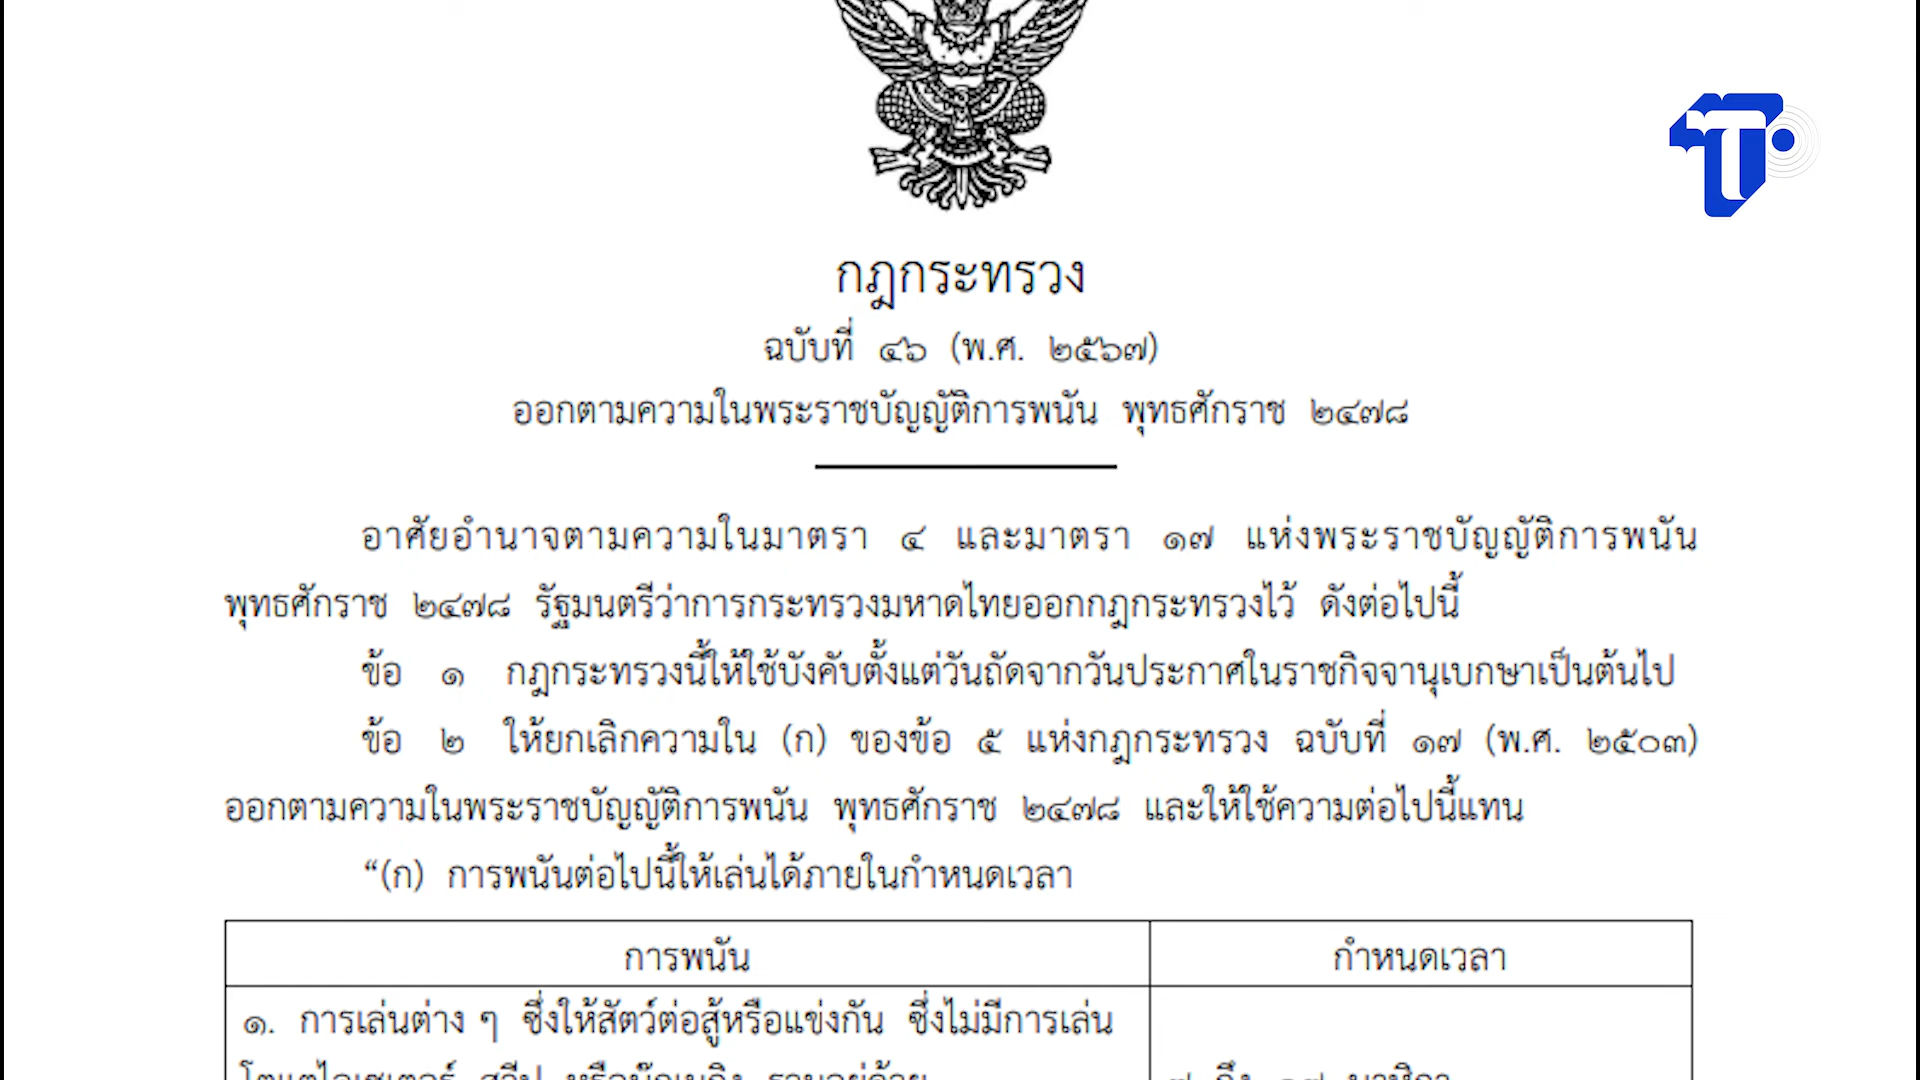 กฎกระทรวง
ฉบับที่ ๔๖ (พ.ศ. ๒๕๖๗)
ออกตามความในพระราชบัญญัติการพนัน พุทธศักราช ๒๔๗๘
อาศัยอำนาจตามความในมาตรา ๔ และมาตรา ๑๗ แห่งพระราชบัญญัติการพนัน
พุทธศักราช ๒๔๗๘ รัฐมนตรีว่าการกระทรวงมหาดไทยออกกฎกระทรวงไว้ ดังต่อไปนี้
ข้อ ๑ กฎกระทรวงนี้ให้ใช้บังคับตั้งแต่วันถัดจากวันประกาศในราชกิจจานุเบกษาเป็นต้นไป
ข้อ ๒ ให้ยกเลิกความใน (ก) ของข้อ ๕ แห่งกฎกระทรวง ฉบับที่ ๑๗ (พ.ศ. ๒๕๐๓)
ออกตามความในพระราชบัญญัติการพนัน พุทธศักราช ๒๔๗๘ และให้ใช้ความต่อไปนี้แทน
“(ก) การพนันต่อไปนี้ให้เล่นได้ภายในกำหนดเวลา
การพนัน กำหนดเวลา
๑. การเล่นต่าง ๆ ซึ่งให้สัตว์ต่อสู้หรือแข่งกัน ซึ่งไม่มีการเล่น